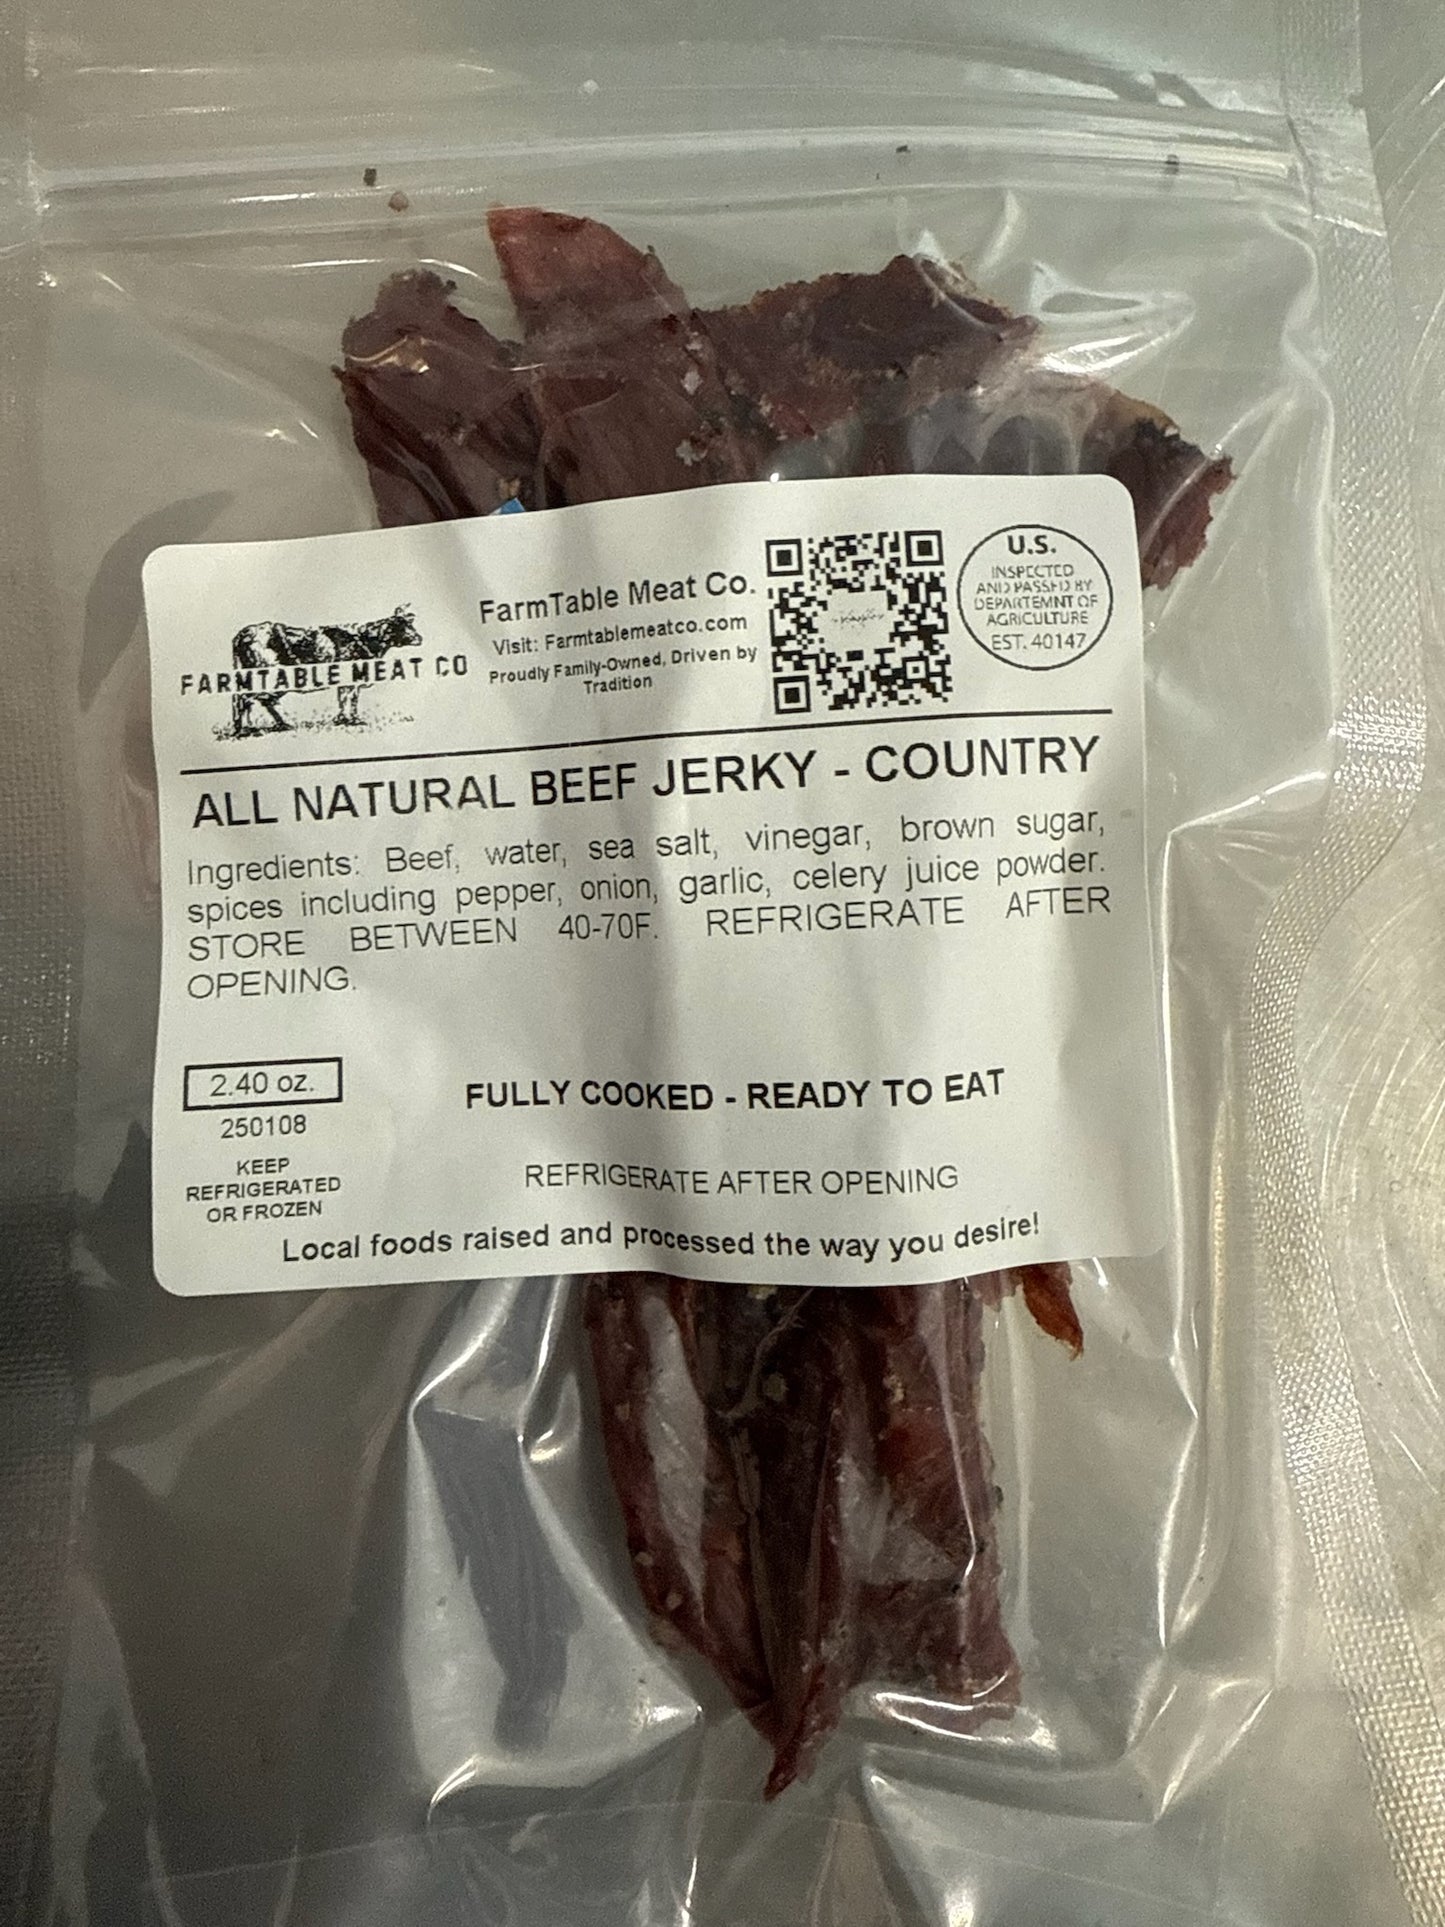 FARMTABLE MEAT CO
FarmTable Meat Co.
Visit: Farmtablemeatco.com
Proudly Family-Owned, Driven by
Tradition
U.S.
INSPECTED
AND PASSED BY
DEPARTEMNT OF
AGRICULTURE
EST. 40147
ALL NATURAL BEEF JERKY - COUNTRY
Ingredients: Beef, water, sea salt, vinegar, brown sugar,
spices including pepper, onion, garlic, celery juice powder.
STORE BETWEEN 40-70F. REFRIGERATE AFTER
OPENING.
2.40 oz.
250108
KEEP
REFRIGERATED
OR FROZEN
FULLY COOKED - READY TO EAT
REFRIGERATE AFTER OPENING
Local foods raised and processed the way you desire!